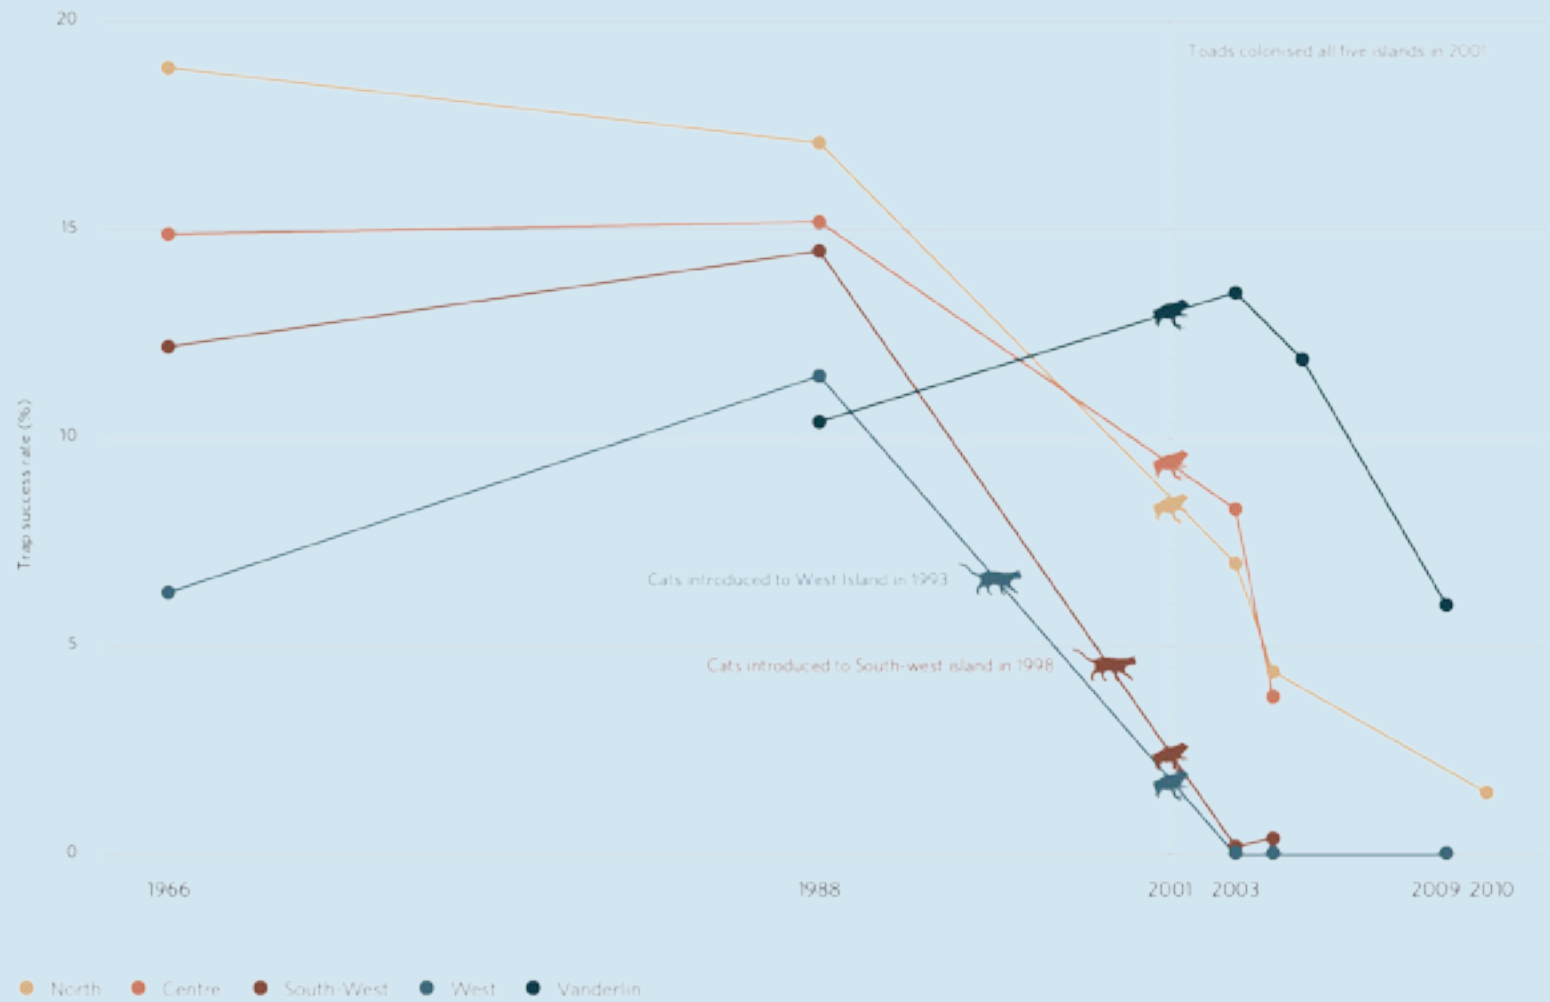 20
Toads colonised all five islands in 2001
15
10
Trap success rate (%)
Cats introduced to West Island in 1993
5
Cats introduced to South-west island in 1998
0
1966 1988 2001 2003 2009 2010
North Centre South-West West Vanderlin